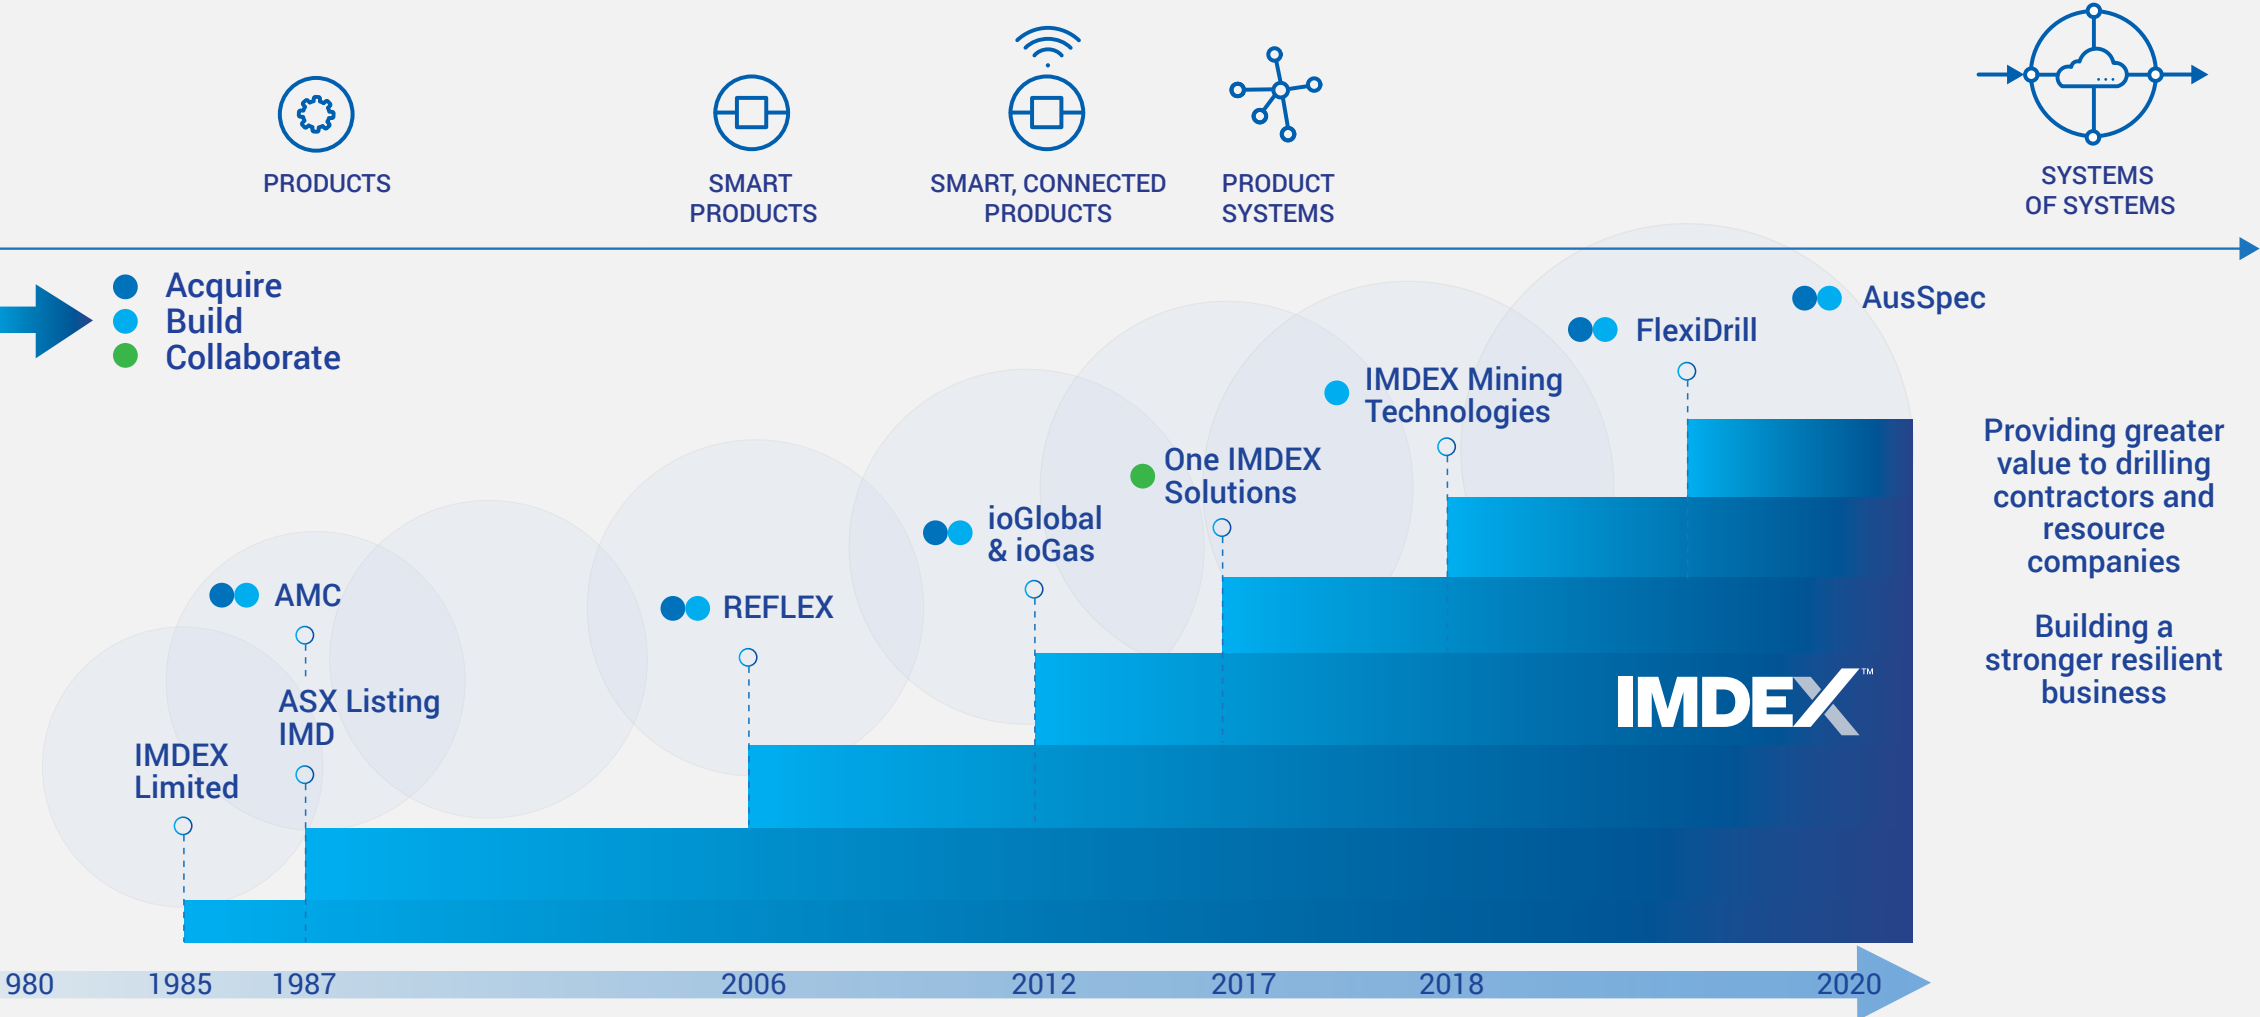 PRODUCTS
SMART
PRODUCTS
SMART, CONNECTED
PRODUCTS
PRODUCT
SYSTEMS
SYSTEMS
OF SYSTEMS
Acquire
Build
Collaborate
IMDEX
Limited
AMC
ASX Listing
IMD
REFLEX
ioGlobal
& ioGas
One IMDEX
Solutions
IMDEX Mining
Technologies
FlexiDrill
AusSpec
Providing greater
value to drilling
contractors and
resource
companies
Building a
stronger resilient
business
IMDEX™
980
1985
1987
2006
2012
2017
2018
2020